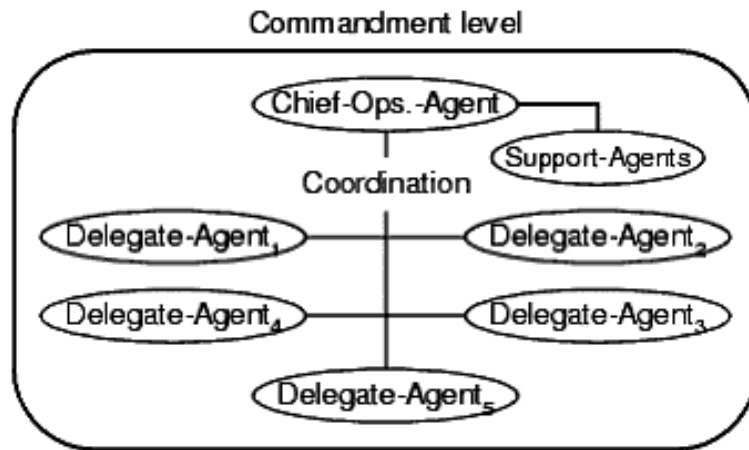 Commandment level
Chief-Ops.-Agent
Support-Agents
Coordination
Delegate-Agent₁
Delegate-Agent₂
Delegate-Agent₄
Delegate-Agent₃
Delegate-Agent₅